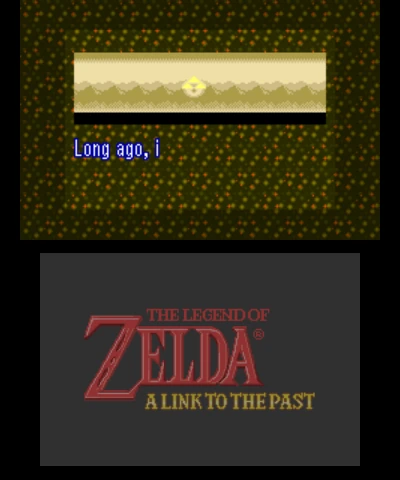 Long ago, i
THE LEGEND OF
ZELDA®
A LINK TO THE PAST